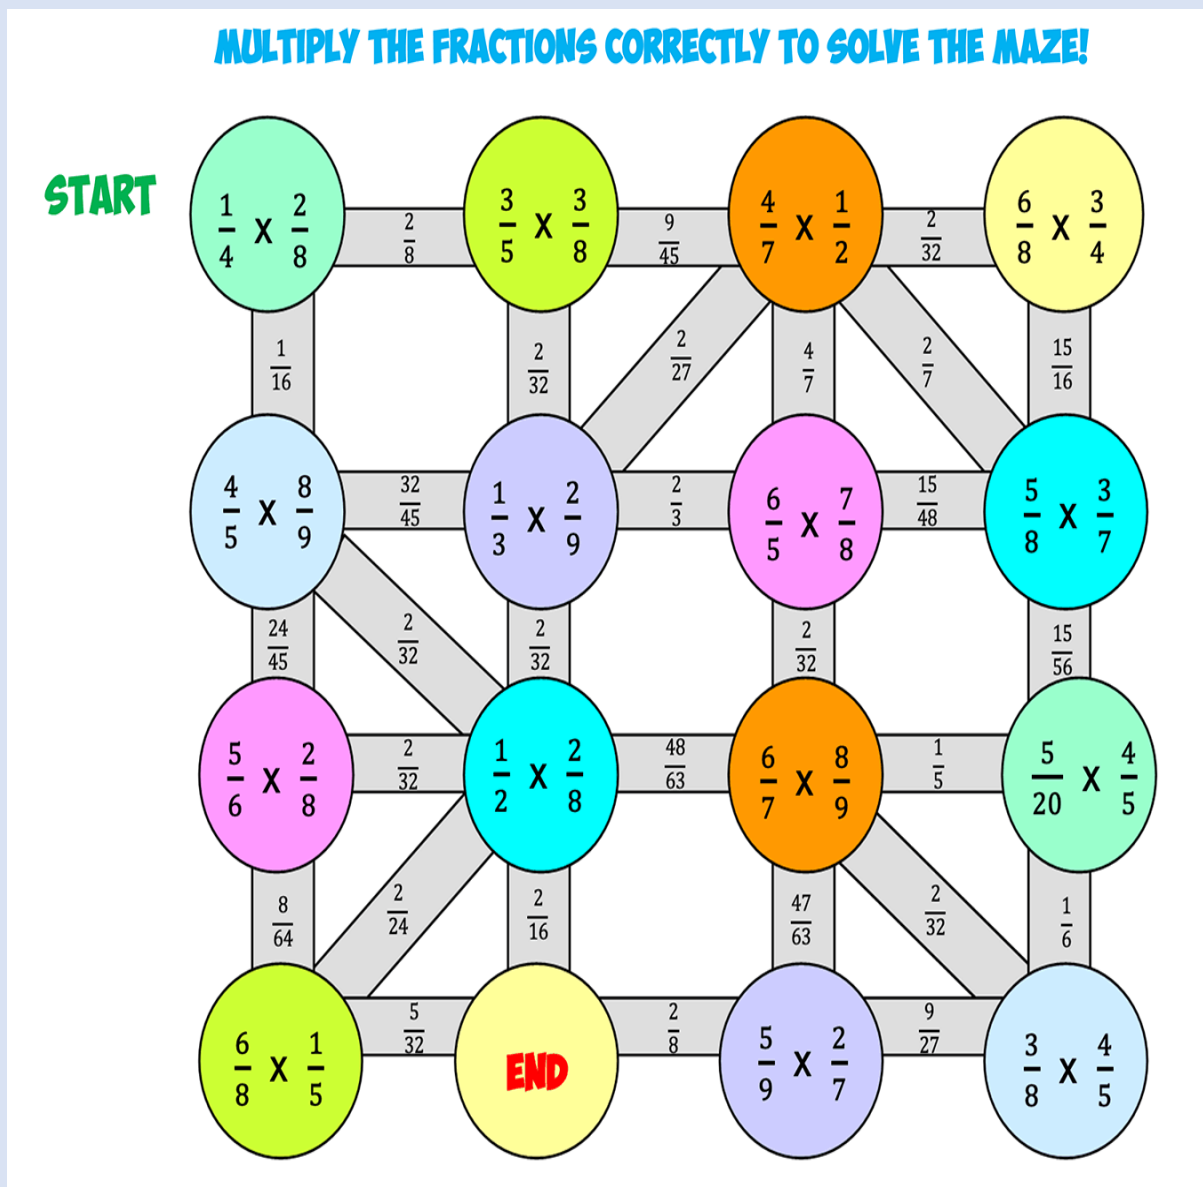 MULTIPLY THE FRACTIONS CORRECTLY TO SOLVE THE MAZE!
START
1/4 X 2/8
2/8
3/5 X 3/8
9/45
4/7 X 1/2
2/32
6/8 X 3/4
1/16
2/32
2/27
4/7
2/7
15/16
4/5 X 8/9
32/45
1/3 X 2/9
2/3
6/5 X 7/8
15/48
5/8 X 3/7
24/45
2/32
2/32
2/32
15/56
5/6 X 2/8
2/32
1/2 X 2/8
48/63
6/7 X 8/9
1/5
5/20 X 4/5
8/64
2/24
2/16
47/63
2/32
1/6
6/8 X 1/5
5/32
END
2/8
5/9 X 2/7
9/27
3/8 X 4/5